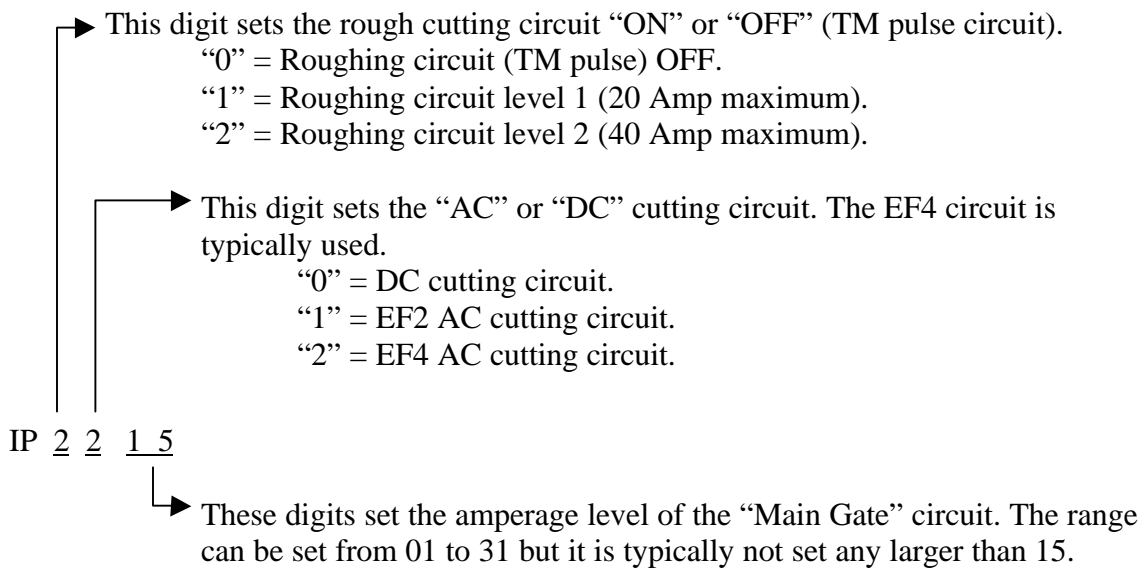 This digit sets the rough cutting circuit “ON” or “OFF” (TM pulse circuit).
“0” = Roughing circuit (TM pulse) OFF.
“1” = Roughing circuit level 1 (20 Amp maximum).
“2” = Roughing circuit level 2 (40 Amp maximum).
This digit sets the “AC” or “DC” cutting circuit. The EF4 circuit is
typically used.
“0” = DC cutting circuit.
“1” = EF2 AC cutting circuit.
“2” = EF4 AC cutting circuit.
IP 2 2 1 5
These digits set the amperage level of the “Main Gate” circuit. The range
can be set from 01 to 31 but it is typically not set any larger than 15.